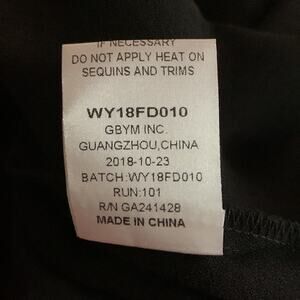 IF NECESSARY
DO NOT APPLY HEAT ON
SEQUINS AND TRIMS
WY18FD010
GBYM INC.
GUANGZHOU,CHINA
2018-10-23
BATCH:WY18FD010
RUN:101
R/N GA241428
MADE IN CHINA